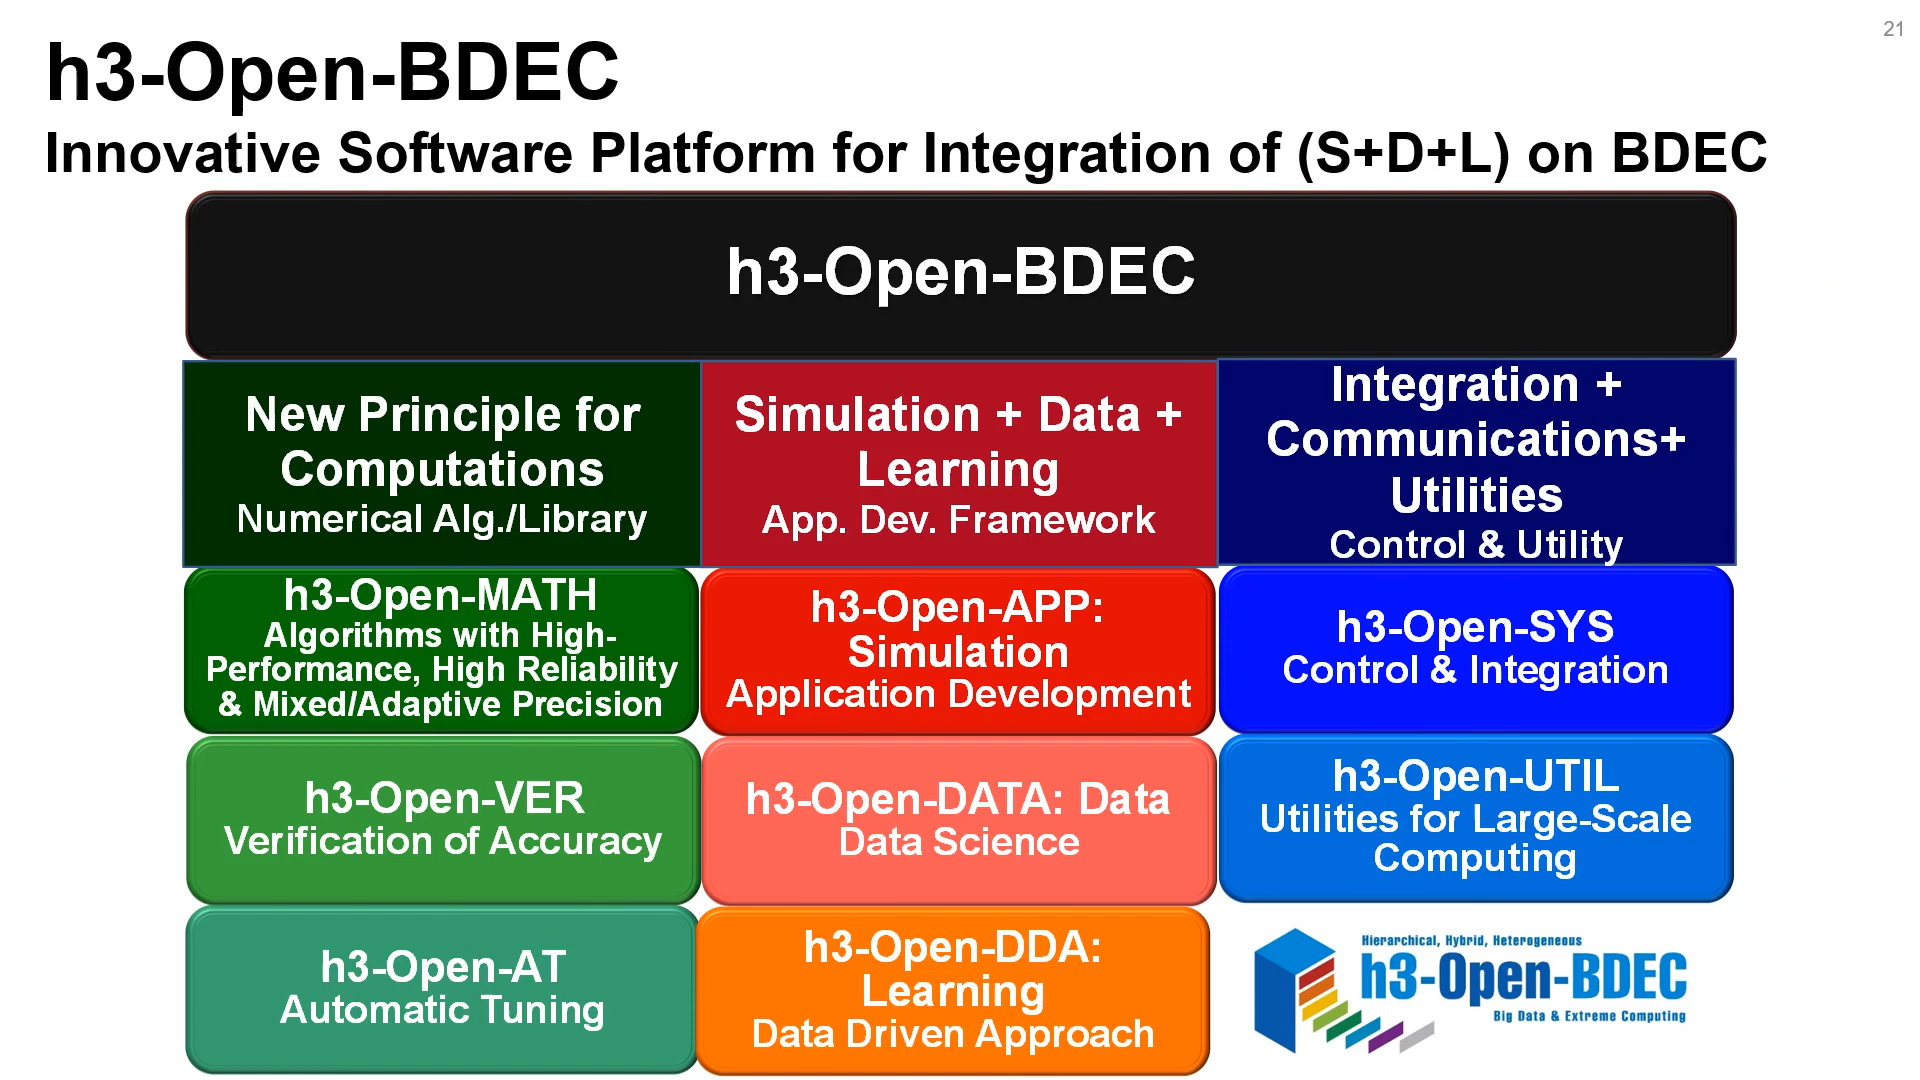 21
h3-Open-BDEC
Innovative Software Platform for Integration of (S+D+L) on BDEC
h3-Open-BDEC
New Principle for
Computations
Numerical Alg./Library
Simulation + Data +
Learning
App. Dev. Framework
Integration +
Communications+
Utilities
Control & Utility
h3-Open-MATH
Algorithms with High-
Performance, High Reliability
& Mixed/Adaptive Precision
h3-Open-APP:
Simulation
Application Development
h3-Open-SYS
Control & Integration
h3-Open-VER
Verification of Accuracy
h3-Open-DATA: Data
Data Science
h3-Open-UTIL
Utilities for Large-Scale
Computing
h3-Open-AT
Automatic Tuning
h3-Open-DDA:
Learning
Data Driven Approach
Hierarchical, Hybrid, Heterogeneous
h3-Open-BDEC
Big Data & Extreme Computing